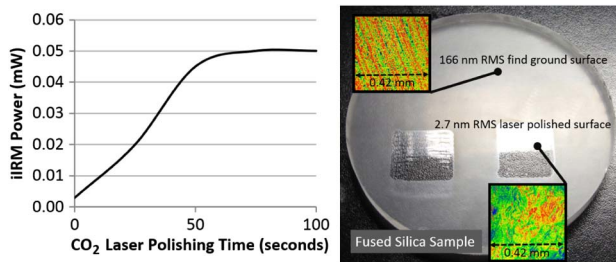 iIRM Power (mW)
0.06
0.05
0.04
0.03
0.02
0.01
0.00
0
50
100
CO2 Laser Polishing Time (seconds)
0.42 mm
166 nm RMS find ground surface
2.7 nm RMS laser polished surface
Fused Silica Sample
0.42 mm